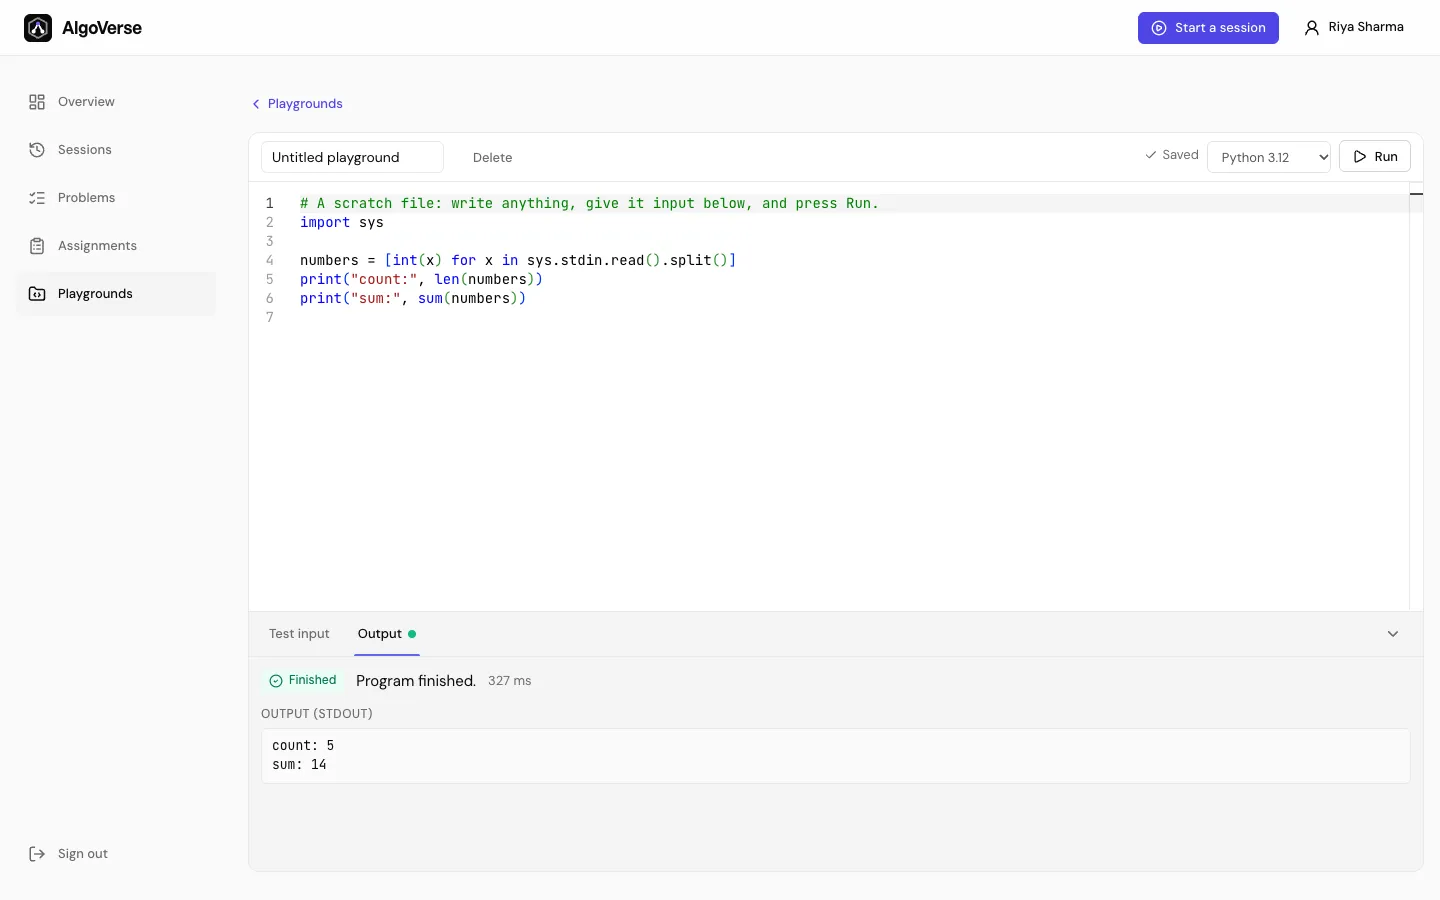 AlgoVerse
Start a session
Riya Sharma
Overview
Sessions
Problems
Assignments
Playgrounds
Sign out
Playgrounds
Untitled playground
Delete
Saved
Python 3.12
Run
1 # A scratch file: write anything, give it input below, and press Run.
2 import sys
3
4 numbers = [int(x) for x in sys.stdin.read().split()]
5 print("count:", len(numbers))
6 print("sum:", sum(numbers))
7
Test input
Output
Finished
Program finished. 327 ms
OUTPUT (STDOUT)
count: 5
sum: 14